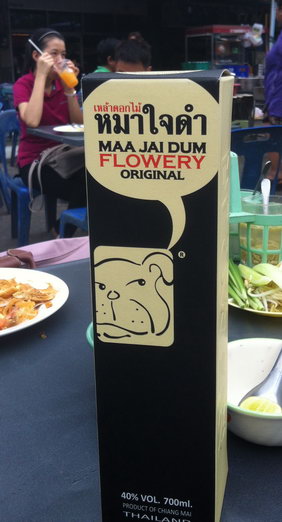 เหล้าดอกไม้
หมาใจดำ
MAA JAI DUM
FLOWERY
ORIGINAL
®
40% VOL. 700ml.
PRODUCT OF CHIANG MAI
THAILAND